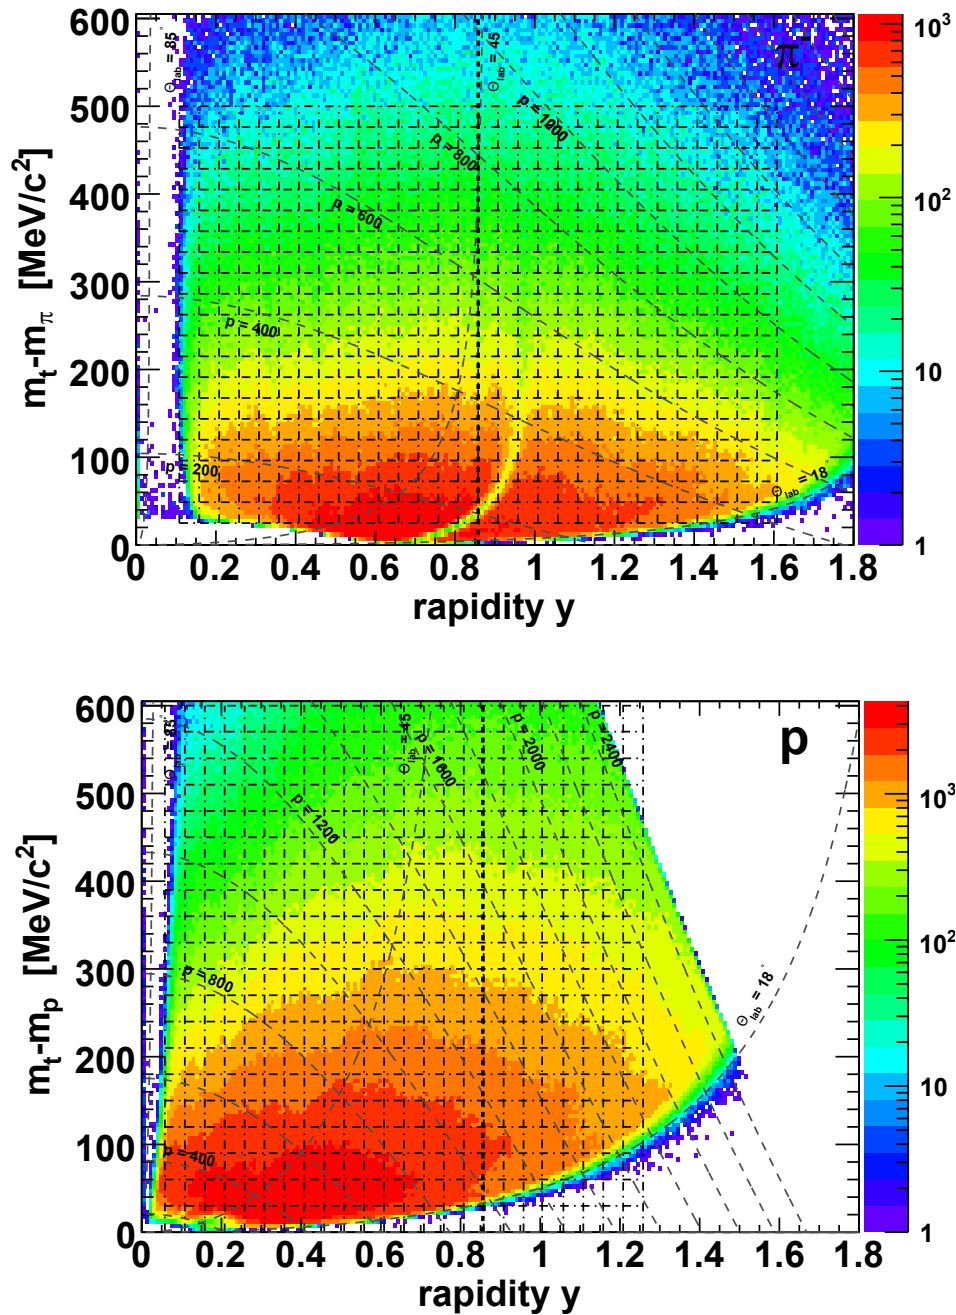 600
500
400
300
200
100
0
m_t-m_π [MeV/c²]
Θ_lab = 85°
Θ_lab = 45
π⁻
p = 1000
p = 800
p = 600
p = 400
p = 200
Θ_lab = 18
10³
10²
10
1
0 0.2 0.4 0.6 0.8 1 1.2 1.4 1.6 1.8
rapidity y
600
500
400
300
200
100
0
m_t-m_p [MeV/c²]
Θ_lab = 85°
Θ_lab = 45°
p
p = 2400
p = 2000
p = 1600
p = 1200
p = 800
p = 400
Θ_lab = 18°
10³
10²
10
1
0 0.2 0.4 0.6 0.8 1 1.2 1.4 1.6 1.8
rapidity y